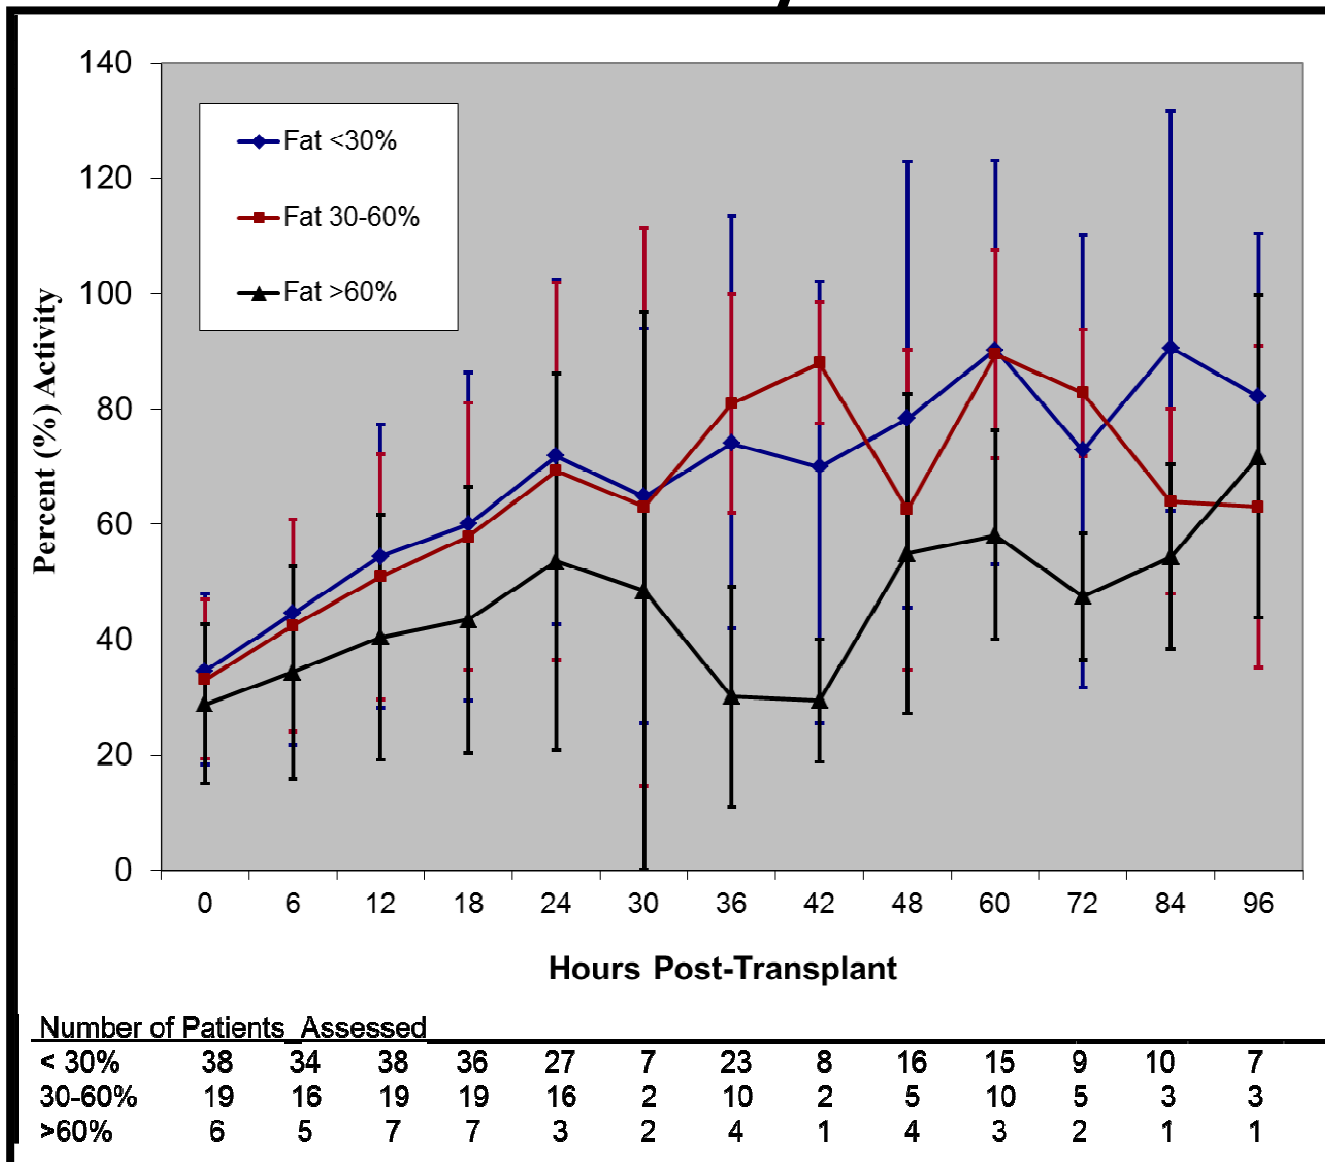 140
120
100
80
60
40
20
0
Percent (%) Activity
Fat <30%
Fat 30-60%
Fat >60%
0 6 12 18 24 30 36 42 48 60 72 84 96
Hours Post-Transplant
Number of Patients Assessed
< 30% 38 34 38 36 27 7 23 8 16 15 9 10 7
30-60% 19 16 19 19 16 2 10 2 5 10 5 3 3
>60% 6 5 7 7 3 2 4 1 4 3 2 1 1